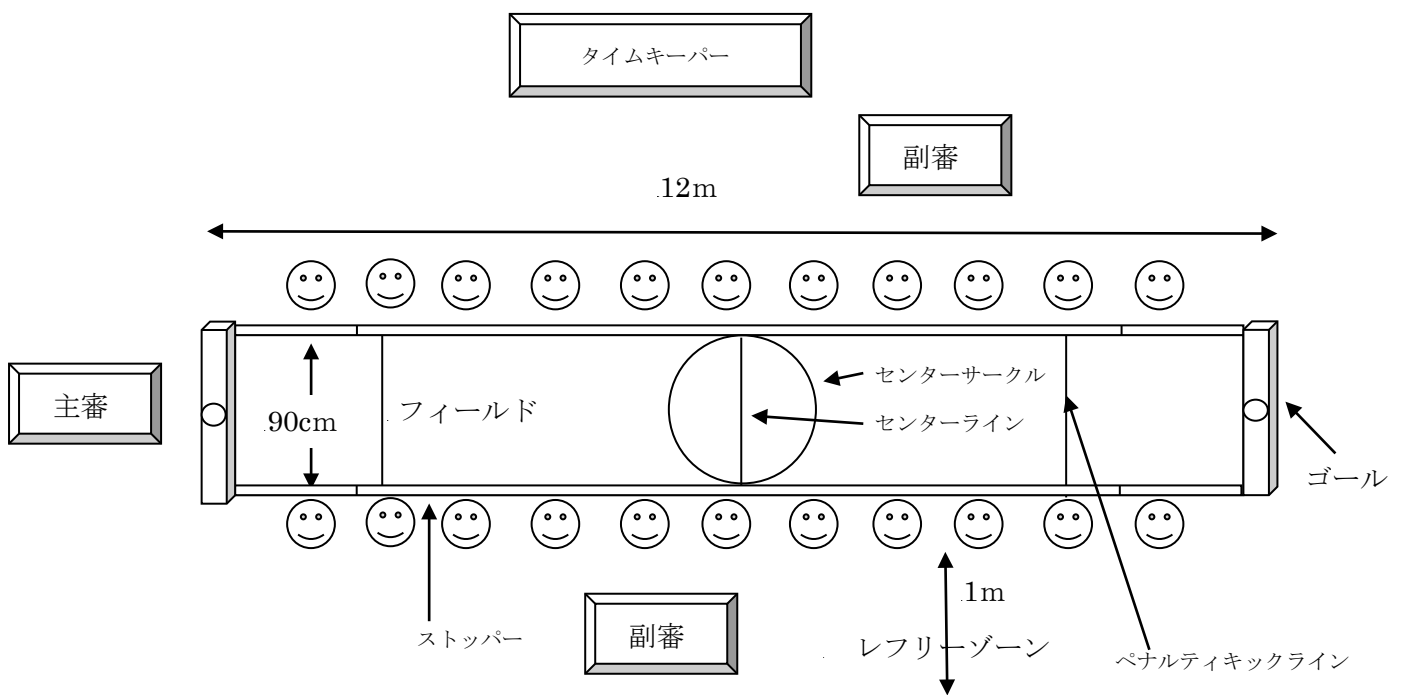 タイムキーパー
副審
12m
主審
90cm
フィールド
センターサークル
センターライン
ゴール
ストッパー
副審
1m
レフリーゾーン
ペナルティキックライン